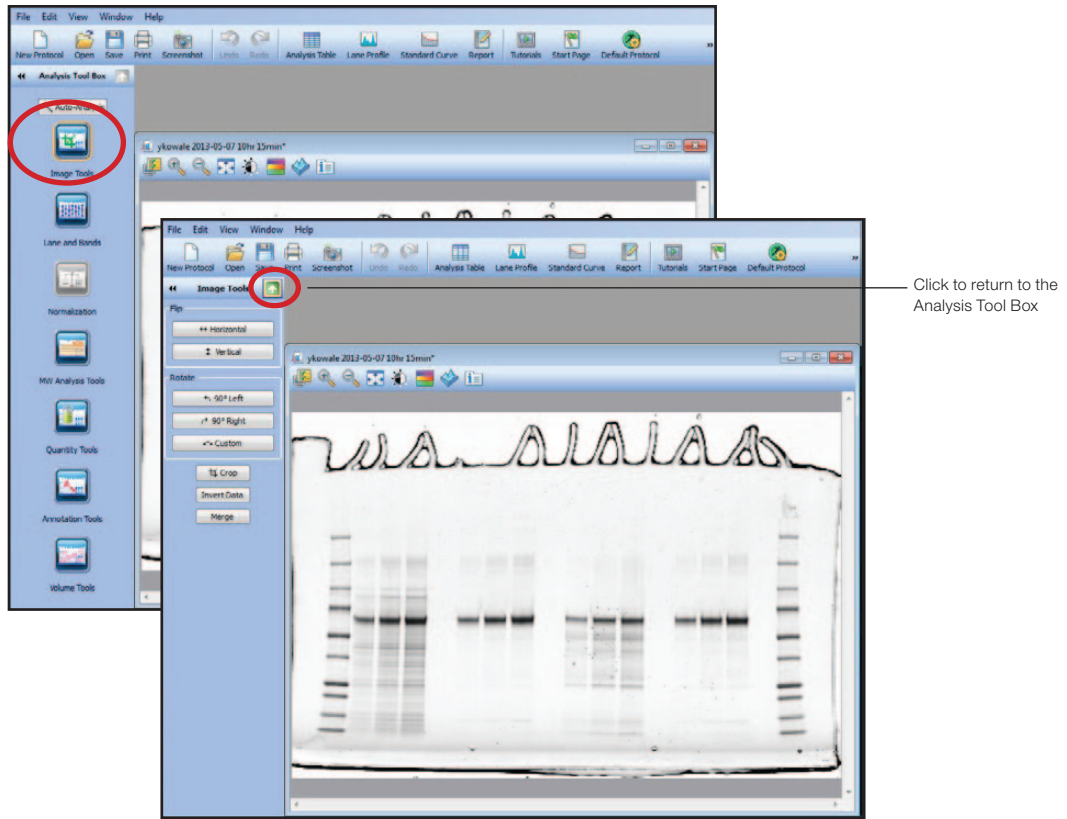 File Edit View Window Help
New Protocol Open Save Print Screenshot Undo Redo Analysis Table Lane Profile Standard Curve Report Tutorials Start Page Default Protocol »
Analysis Tool Box
Auto-Analysis
Image Tools
Lane and Bands
Normalization
MW Analysis Tools
Quantity Tools
Annotation Tools
Volume Tools
ykowale 2013-05-07 10hr 15min*
File Edit View Window Help
New Protocol Open Save Print Screenshot Undo Redo Analysis Table Lane Profile Standard Curve Report Tutorials Start Page Default Protocol »
Image Tools
Flip
Horizontal
Vertical
Rotate
90° Left
90° Right
Custom
Crop
Invert Data
Merge
ykowale 2013-05-07 10hr 15min*
Click to return to the
Analysis Tool Box